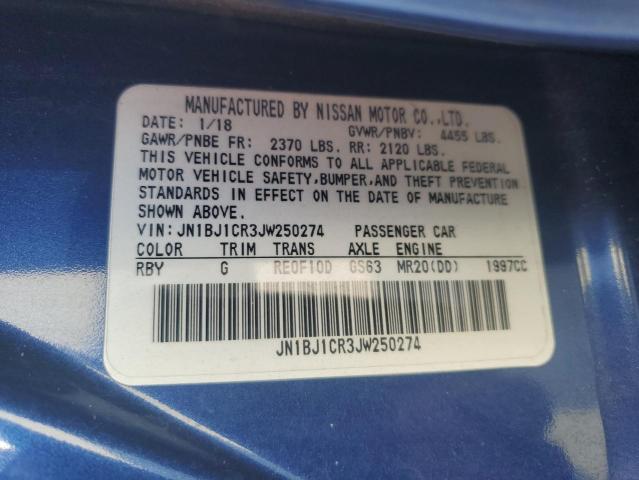 MANUFACTURED BY NISSAN MOTOR CO.,LTD.
DATE: 1/18 GVWR/PNBV: 4455 LBS.
GAWR/PNBE FR: 2370 LBS. RR: 2120 LBS.
THIS VEHICLE CONFORMS TO ALL APPLICABLE FEDERAL
MOTOR VEHICLE SAFETY,BUMPER,AND THEFT PREVENTION
STANDARDS IN EFFECT ON THE DATE OF MANUFACTURE
SHOWN ABOVE.
VIN: JN1BJ1CR3JW250274 PASSENGER CAR
COLOR TRIM TRANS AXLE ENGINE
RBY G RE0F10D GS63 MR20(DD) 1997CC
JN1BJ1CR3JW250274